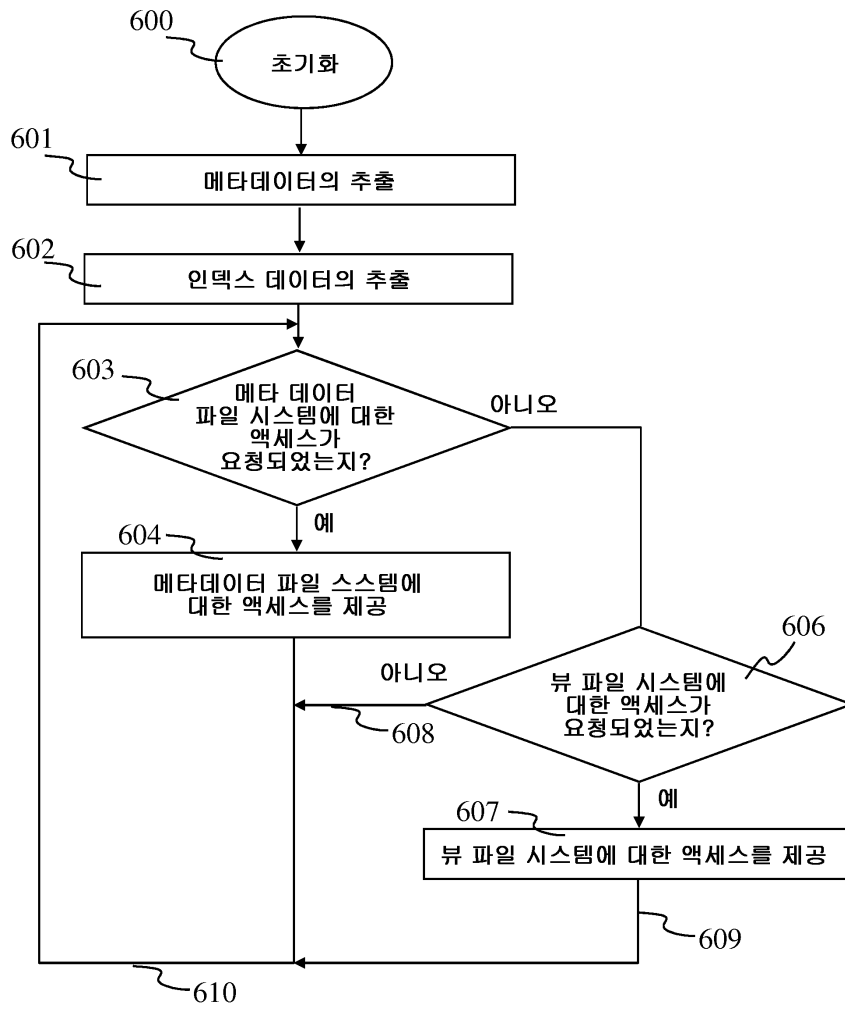 600
초기화
601
메타데이터의 추출
602
인덱스 데이터의 추출
603
메타 데이터
파일 시스템에 대한
액세스가
요청되었는지?
아니오
예
604
메타데이터 파일 스스템에
대한 액세스를 제공
606
아니오
뷰 파일 시스템에
대한 액세스가
요청되었는지?
608
예
607
뷰 파일 시스템에 대한 액세스를 제공
609
610